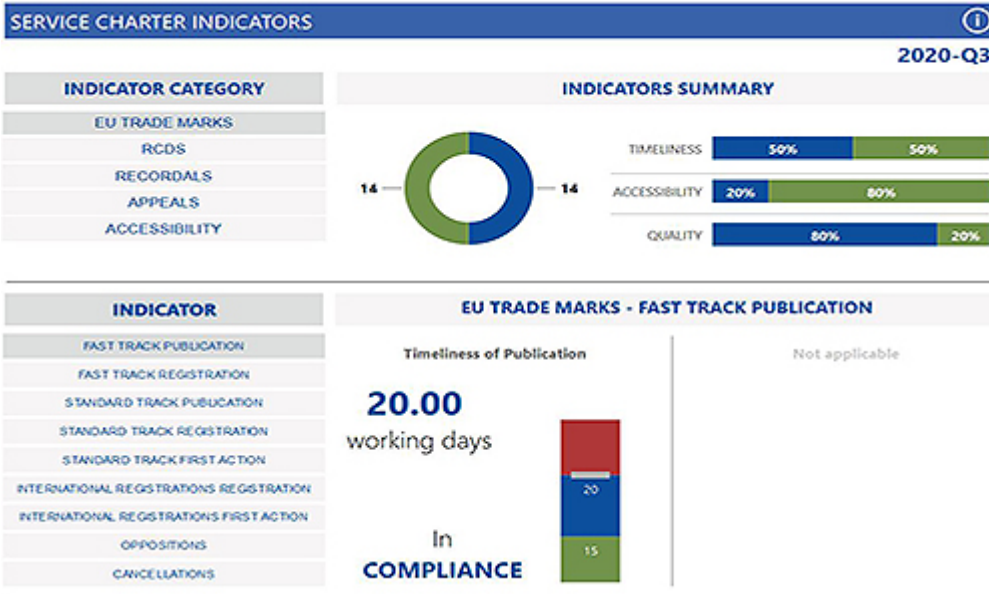 SERVICE CHARTER INDICATORS
2020-Q3
INDICATOR CATEGORY
EU TRADE MARKS
RCDS
RECORDALS
APPEALS
ACCESSIBILITY
INDICATORS SUMMARY
14
14
TIMELINESS 50% 50%
ACCESSIBILITY 20% 80%
QUALITY 80% 20%
INDICATOR
FAST TRACK PUBLICATION
FAST TRACK REGISTRATION
STANDARD TRACK PUBLICATION
STANDARD TRACK REGISTRATION
STANDARD TRACK FIRST ACTION
INTERNATIONAL REGISTRATIONS REGISTRATION
INTERNATIONAL REGISTRATIONS FIRST ACTION
OPPOSITIONS
CANCELLATIONS
EU TRADE MARKS - FAST TRACK PUBLICATION
Timeliness of Publication
20.00
working days
In
COMPLIANCE
20
15
Not applicable